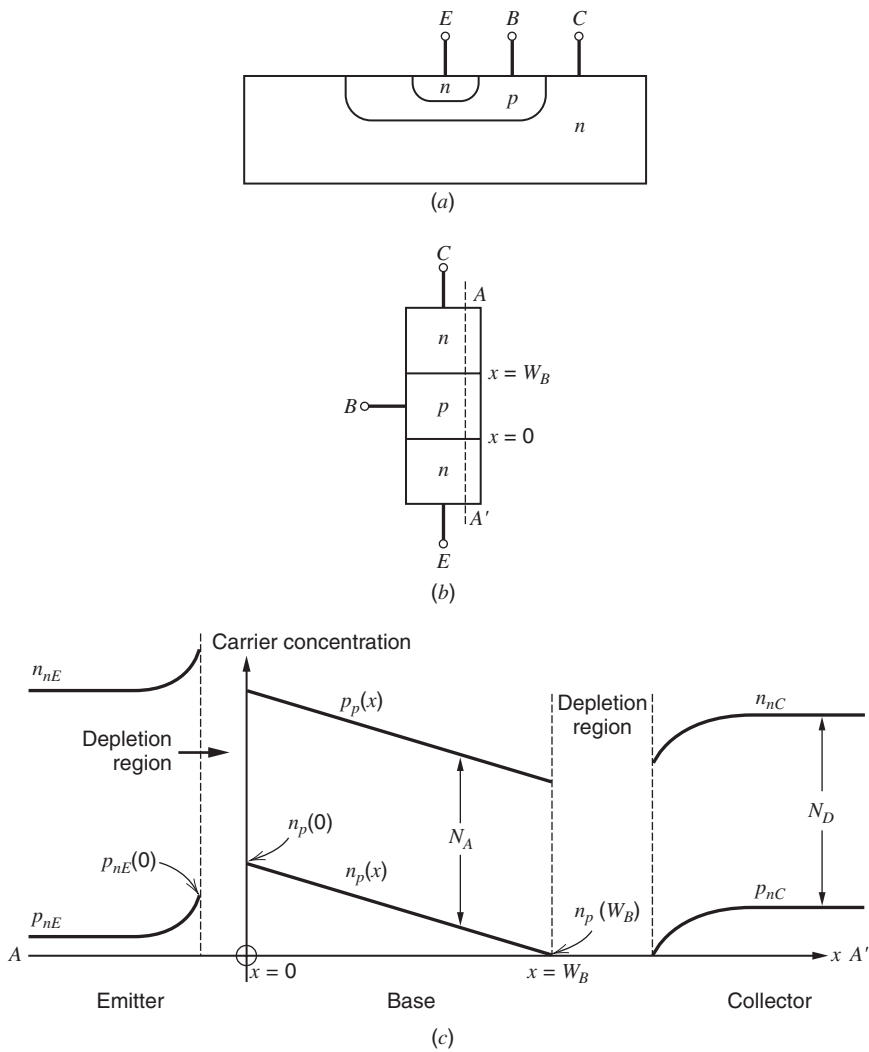 E B C
n
p
n
(a)
C
A
n
x = W_B
B
p
x = 0
n
A'
E
(b)
Carrier concentration
n_nE
p_p(x)
Depletion
region
n_nC
Depletion
region
N_D
n_p(0)
N_A
p_nE(0)
n_p(x)
n_p (W_B)
p_nC
p_nE
A
x A'
x = 0
x = W_B
Emitter
Base
Collector
(c)